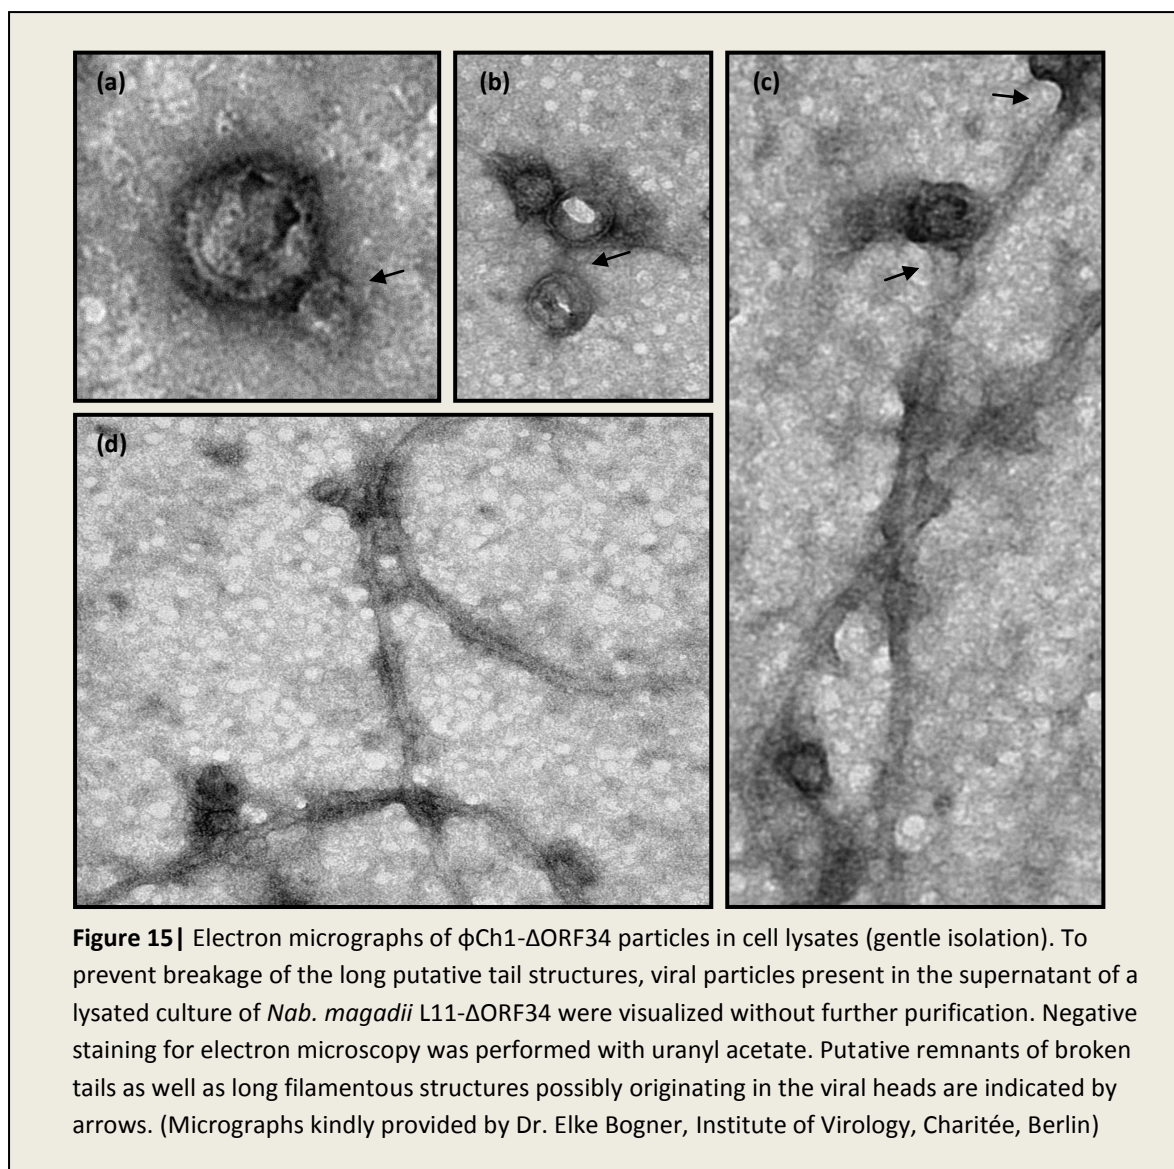 (a)
(b)
(c)
(d)
Figure 15| Electron micrographs of ϕCh1-ΔORF34 particles in cell lysates (gentle isolation). To
prevent breakage of the long putative tail structures, viral particles present in the supernatant of a
lysated culture of Nab. magadii L11-ΔORF34 were visualized without further purification. Negative
staining for electron microscopy was performed with uranyl acetate. Putative remnants of broken
tails as well as long filamentous structures possibly originating in the viral heads are indicated by
arrows. (Micrographs kindly provided by Dr. Elke Bogner, Institute of Virology, Charitée, Berlin)